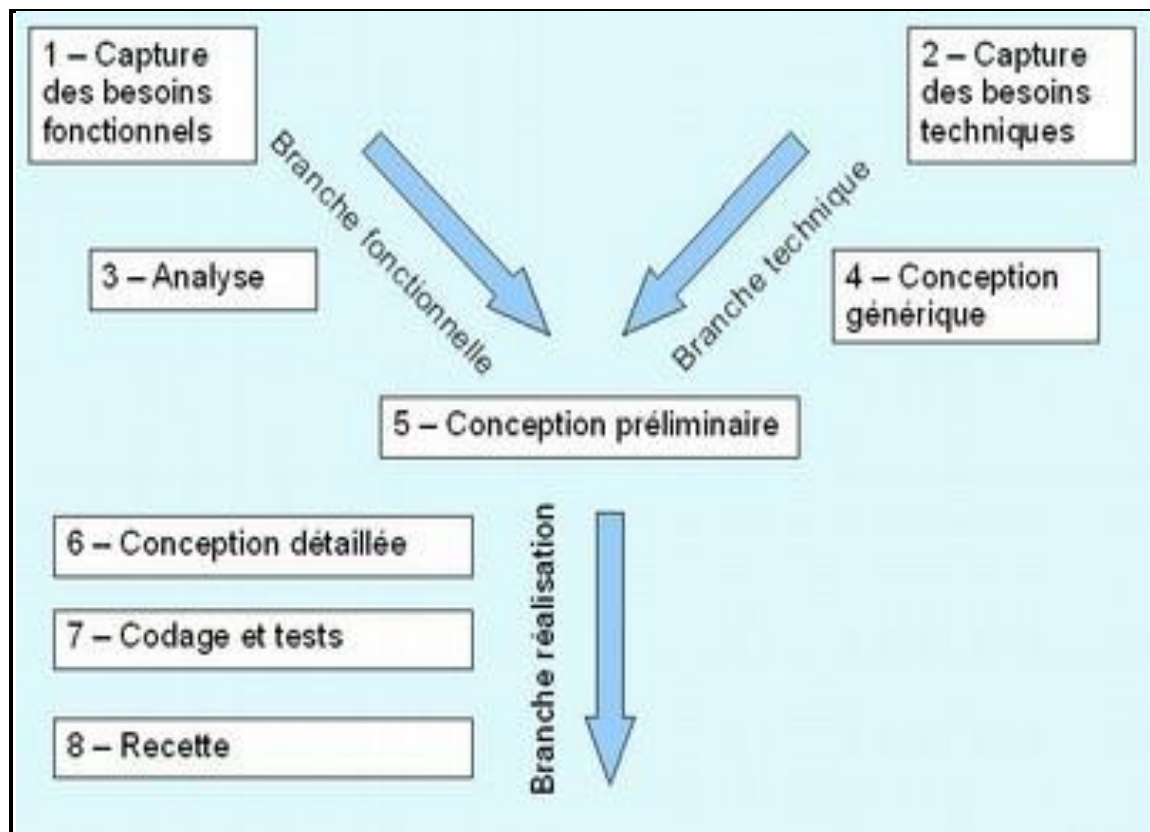 1 – Capture
des besoins
fonctionnels
2 – Capture
des besoins
techniques
Branche fonctionnelle
Branche technique
3 – Analyse
4 – Conception
générique
5 – Conception préliminaire
6 – Conception détaillée
7 – Codage et tests
8 – Recette
Branche réalisation